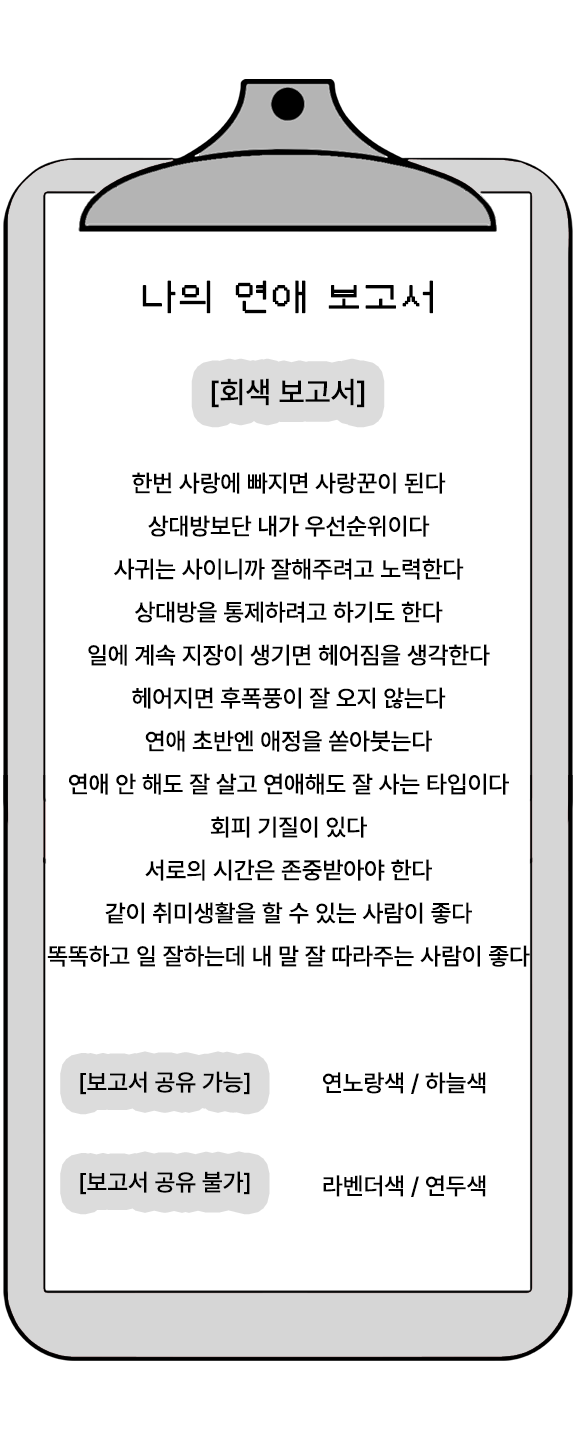 나의 연애 보고서
[회색 보고서]
한번 사랑에 빠지면 사랑꾼이 된다
상대방보단 내가 우선순위이다
사귀는 사이니까 잘해주려고 노력한다
상대방을 통제하려고 하기도 한다
일에 계속 지장이 생기면 헤어짐을 생각한다
헤어지면 후폭풍이 잘 오지 않는다
연애 초반엔 애정을 쏟아붓는다
연애 안 해도 잘 살고 연애해도 잘 사는 타입이다
회피 기질이 있다
서로의 시간은 존중받아야 한다
같이 취미생활을 할 수 있는 사람이 좋다
똑똑하고 일 잘하는데 내 말 잘 따라주는 사람이 좋다
[보고서 공유 가능] 연노랑색 / 하늘색
[보고서 공유 불가] 라벤더색 / 연두색